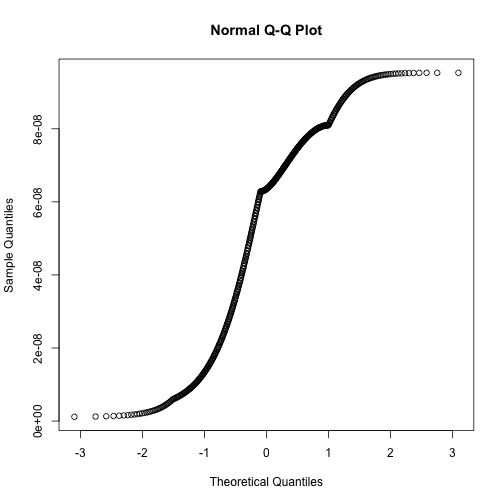 Normal Q-Q Plot
Sample Quantiles
8e-08
6e-08
4e-08
2e-08
0e+00
-3 -2 -1 0 1 2 3
Theoretical Quantiles